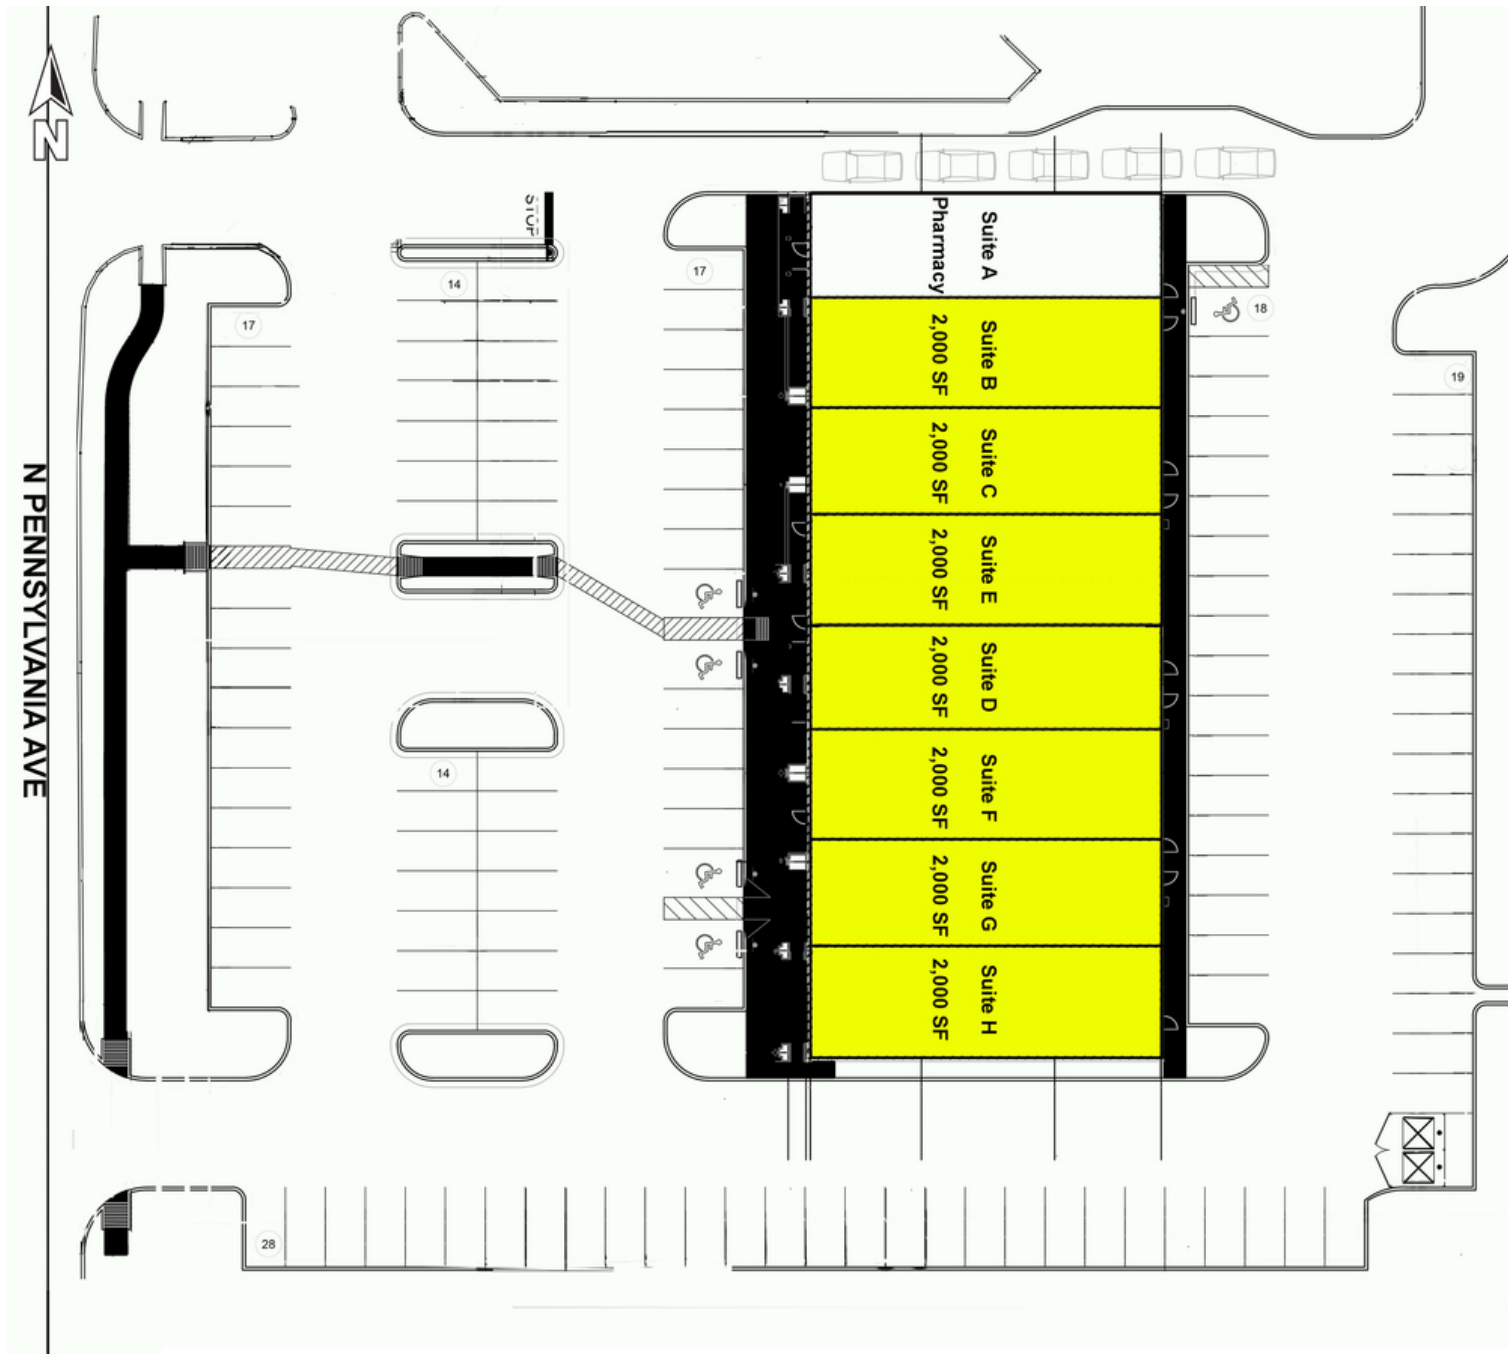 N
STOP
14
17
17
18
19
Suite A
Pharmacy
Suite B
2,000 SF
Suite C
2,000 SF
Suite E
2,000 SF
Suite D
2,000 SF
Suite F
2,000 SF
Suite G
2,000 SF
Suite H
2,000 SF
N PENNSYLVANIA AVE
14
28